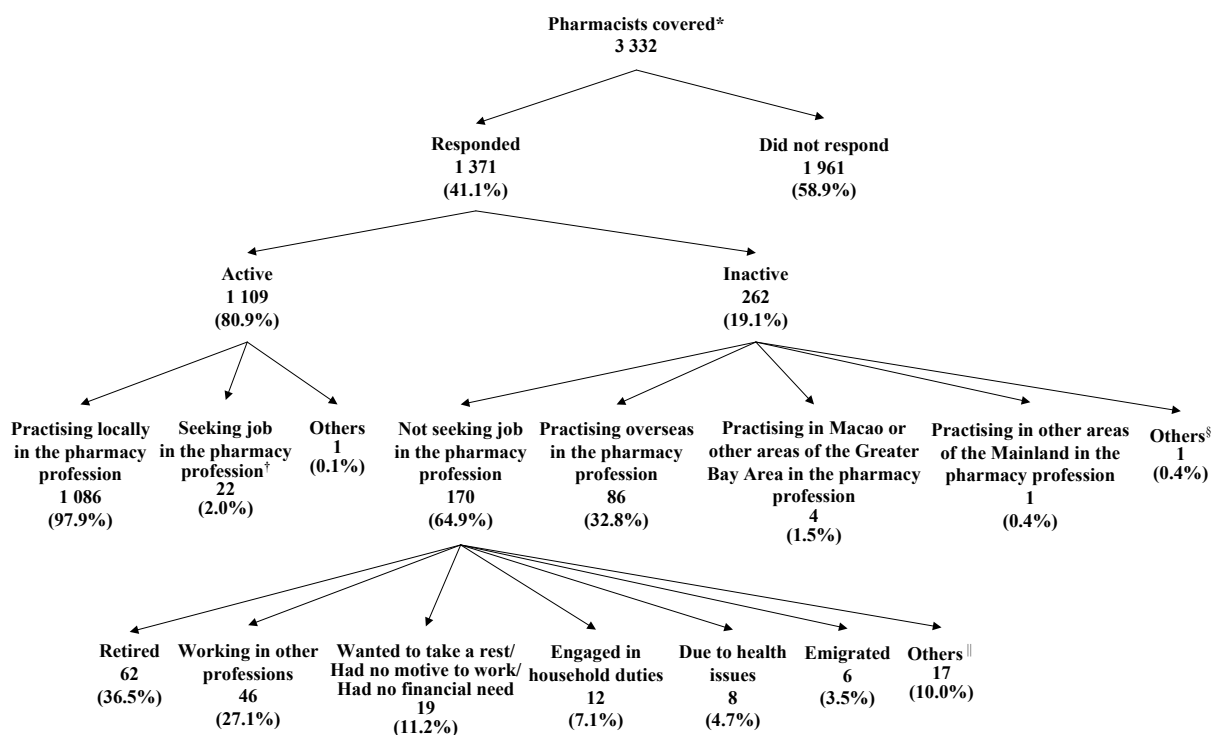 Pharmacists covered*
3 332
Responded
1 371
(41.1%)
Did not respond
1 961
(58.9%)
Active
1 109
(80.9%)
Inactive
262
(19.1%)
Practising locally
in the pharmacy
profession
1 086
(97.9%)
Seeking job
in the pharmacy
profession†
22
(2.0%)
Others
1
(0.1%)
Not seeking job
in the pharmacy
profession
170
(64.9%)
Practising overseas
in the pharmacy
profession
86
(32.8%)
Practising in Macao or
other areas of the Greater
Bay Area in the pharmacy
profession
4
(1.5%)
Practising in other areas
of the Mainland in the
pharmacy profession
1
(0.4%)
Others§
1
(0.4%)
Retired
62
(36.5%)
Working in other
professions
46
(27.1%)
Wanted to take a rest/
Had no motive to work/
Had no financial need
19
(11.2%)
Engaged in
household duties
12
(7.1%)
Due to health
issues
8
(4.7%)
Emigrated
6
(3.5%)
Others‖
17
(10.0%)